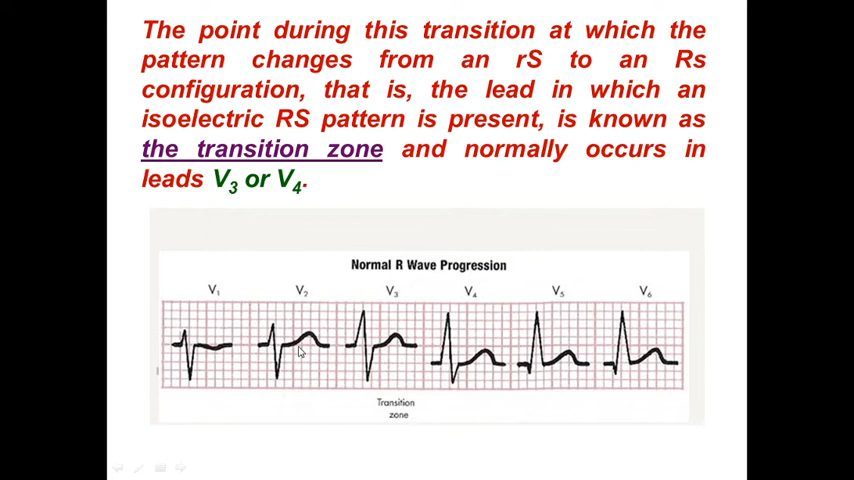 The point during this transition at which the
pattern changes from an rS to an Rs
configuration, that is, the lead in which an
isoelectric RS pattern is present, is known as
the transition zone and normally occurs in
leads V3 or V4.
Normal R Wave Progression
V1 V2 V3 V4 V5 V6
Transition
zone